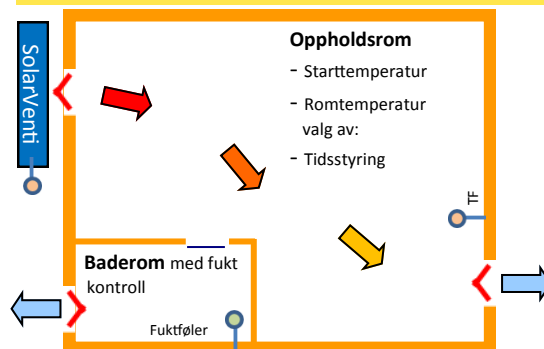 SolarVenti
Oppholdsrom
- Starttemperatur
- Romtemperatur
valg av:
- Tidsstyring
TF
Baderom med fukt
kontroll
Fuktføler